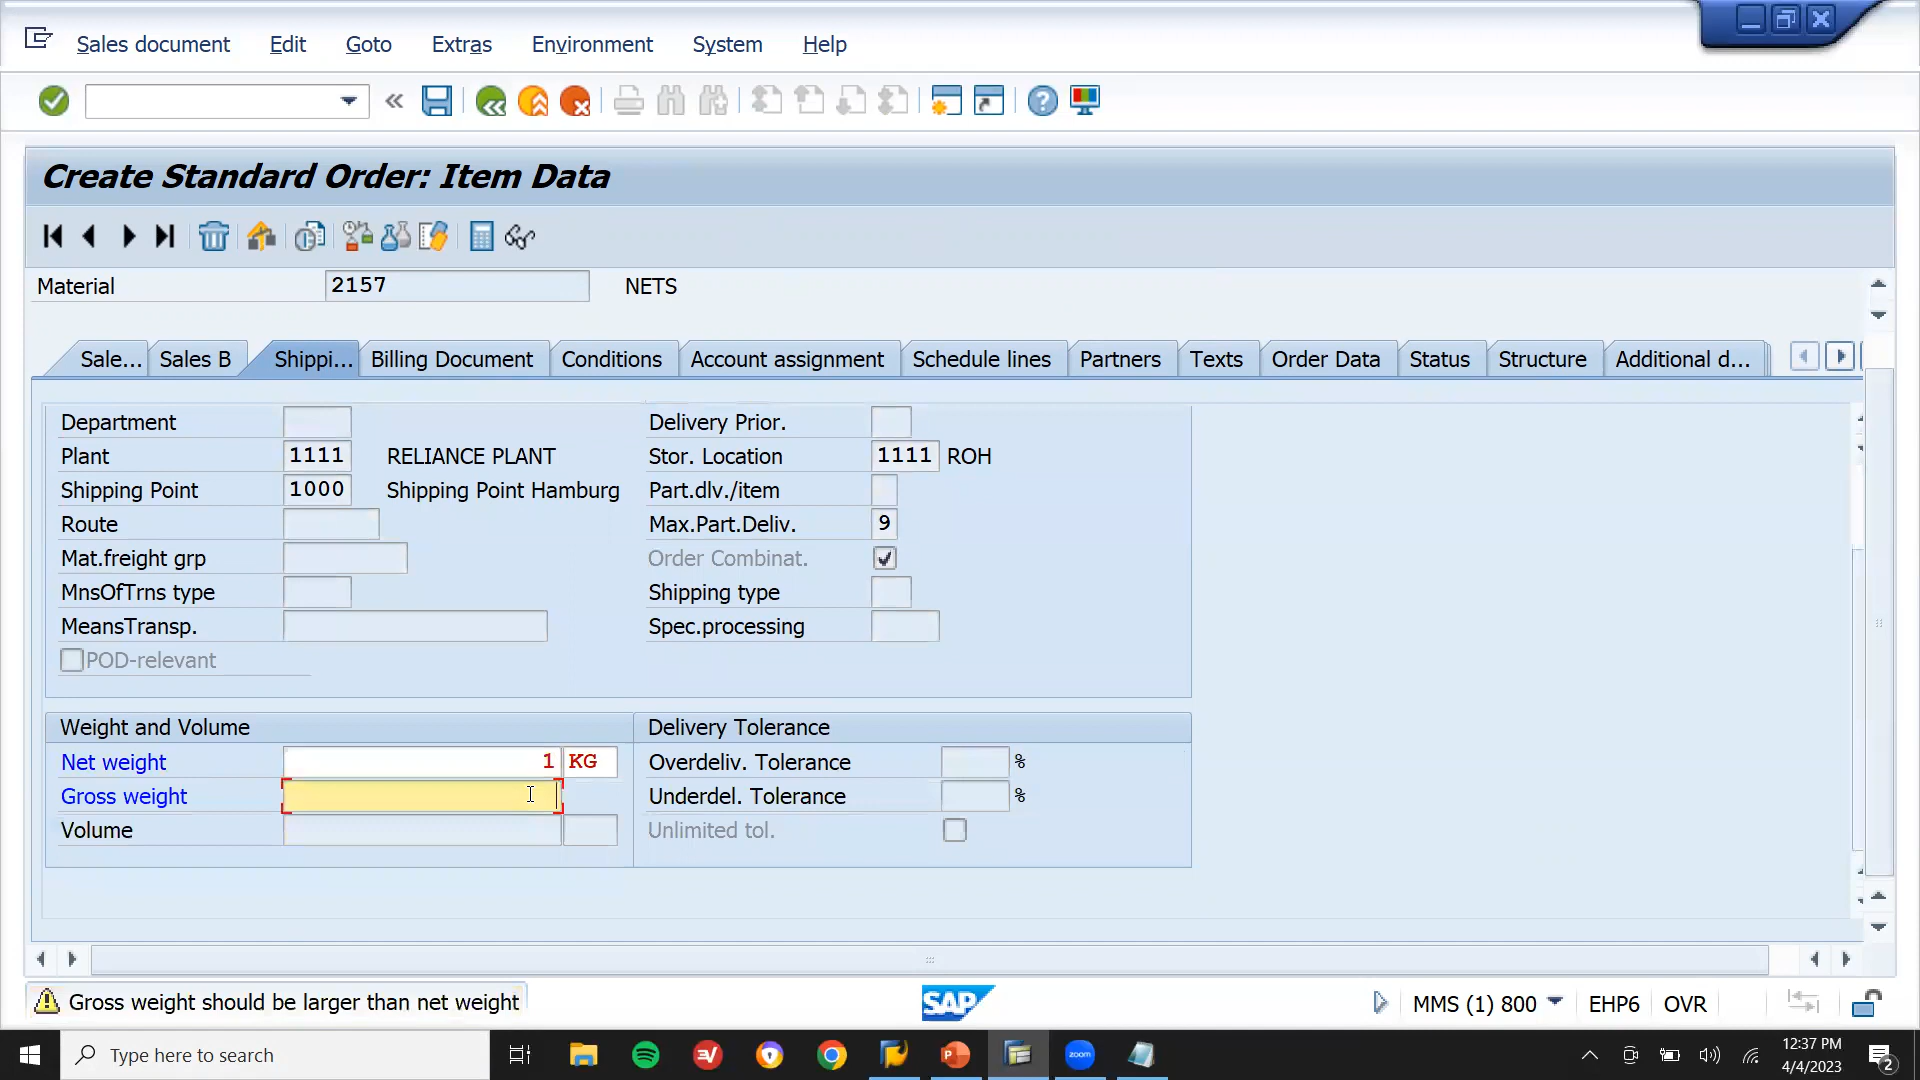 Sales document Edit Goto Extras Environment System Help
Create Standard Order: Item Data
Material 2157 NETS
Sale... Sales B Shippi... Billing Document Conditions Account assignment Schedule lines Partners Texts Order Data Status Structure Additional d...
Department Delivery Prior.
Plant 1111 RELIANCE PLANT Stor. Location 1111 ROH
Shipping Point 1000 Shipping Point Hamburg Part.dlv./item
Route Max.Part.Deliv. 9
Mat.freight grp Order Combinat.
MnsOfTrns type Shipping type
MeansTransp. Spec.processing
POD-relevant
Weight and Volume Delivery Tolerance
Net weight 1 KG Overdeliv. Tolerance %
Gross weight Underdel. Tolerance %
Volume Unlimited tol.
Gross weight should be larger than net weight SAP MMS (1) 800 EHP6 OVR
Type here to search zoom 12:37 PM
4/4/2023 2